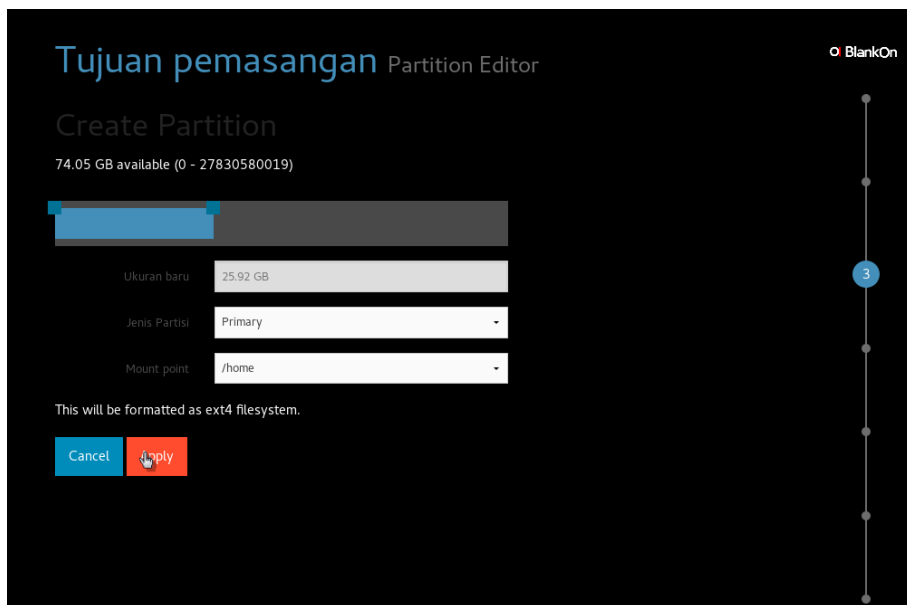 Tujuan pemasangan Partition Editor
BlankOn
Create Partition
74.05 GB available (0 - 27830580019)
Ukuran baru 25.92 GB
3
Jenis Partisi Primary
Mount point /home
This will be formatted as ext4 filesystem.
Cancel Apply